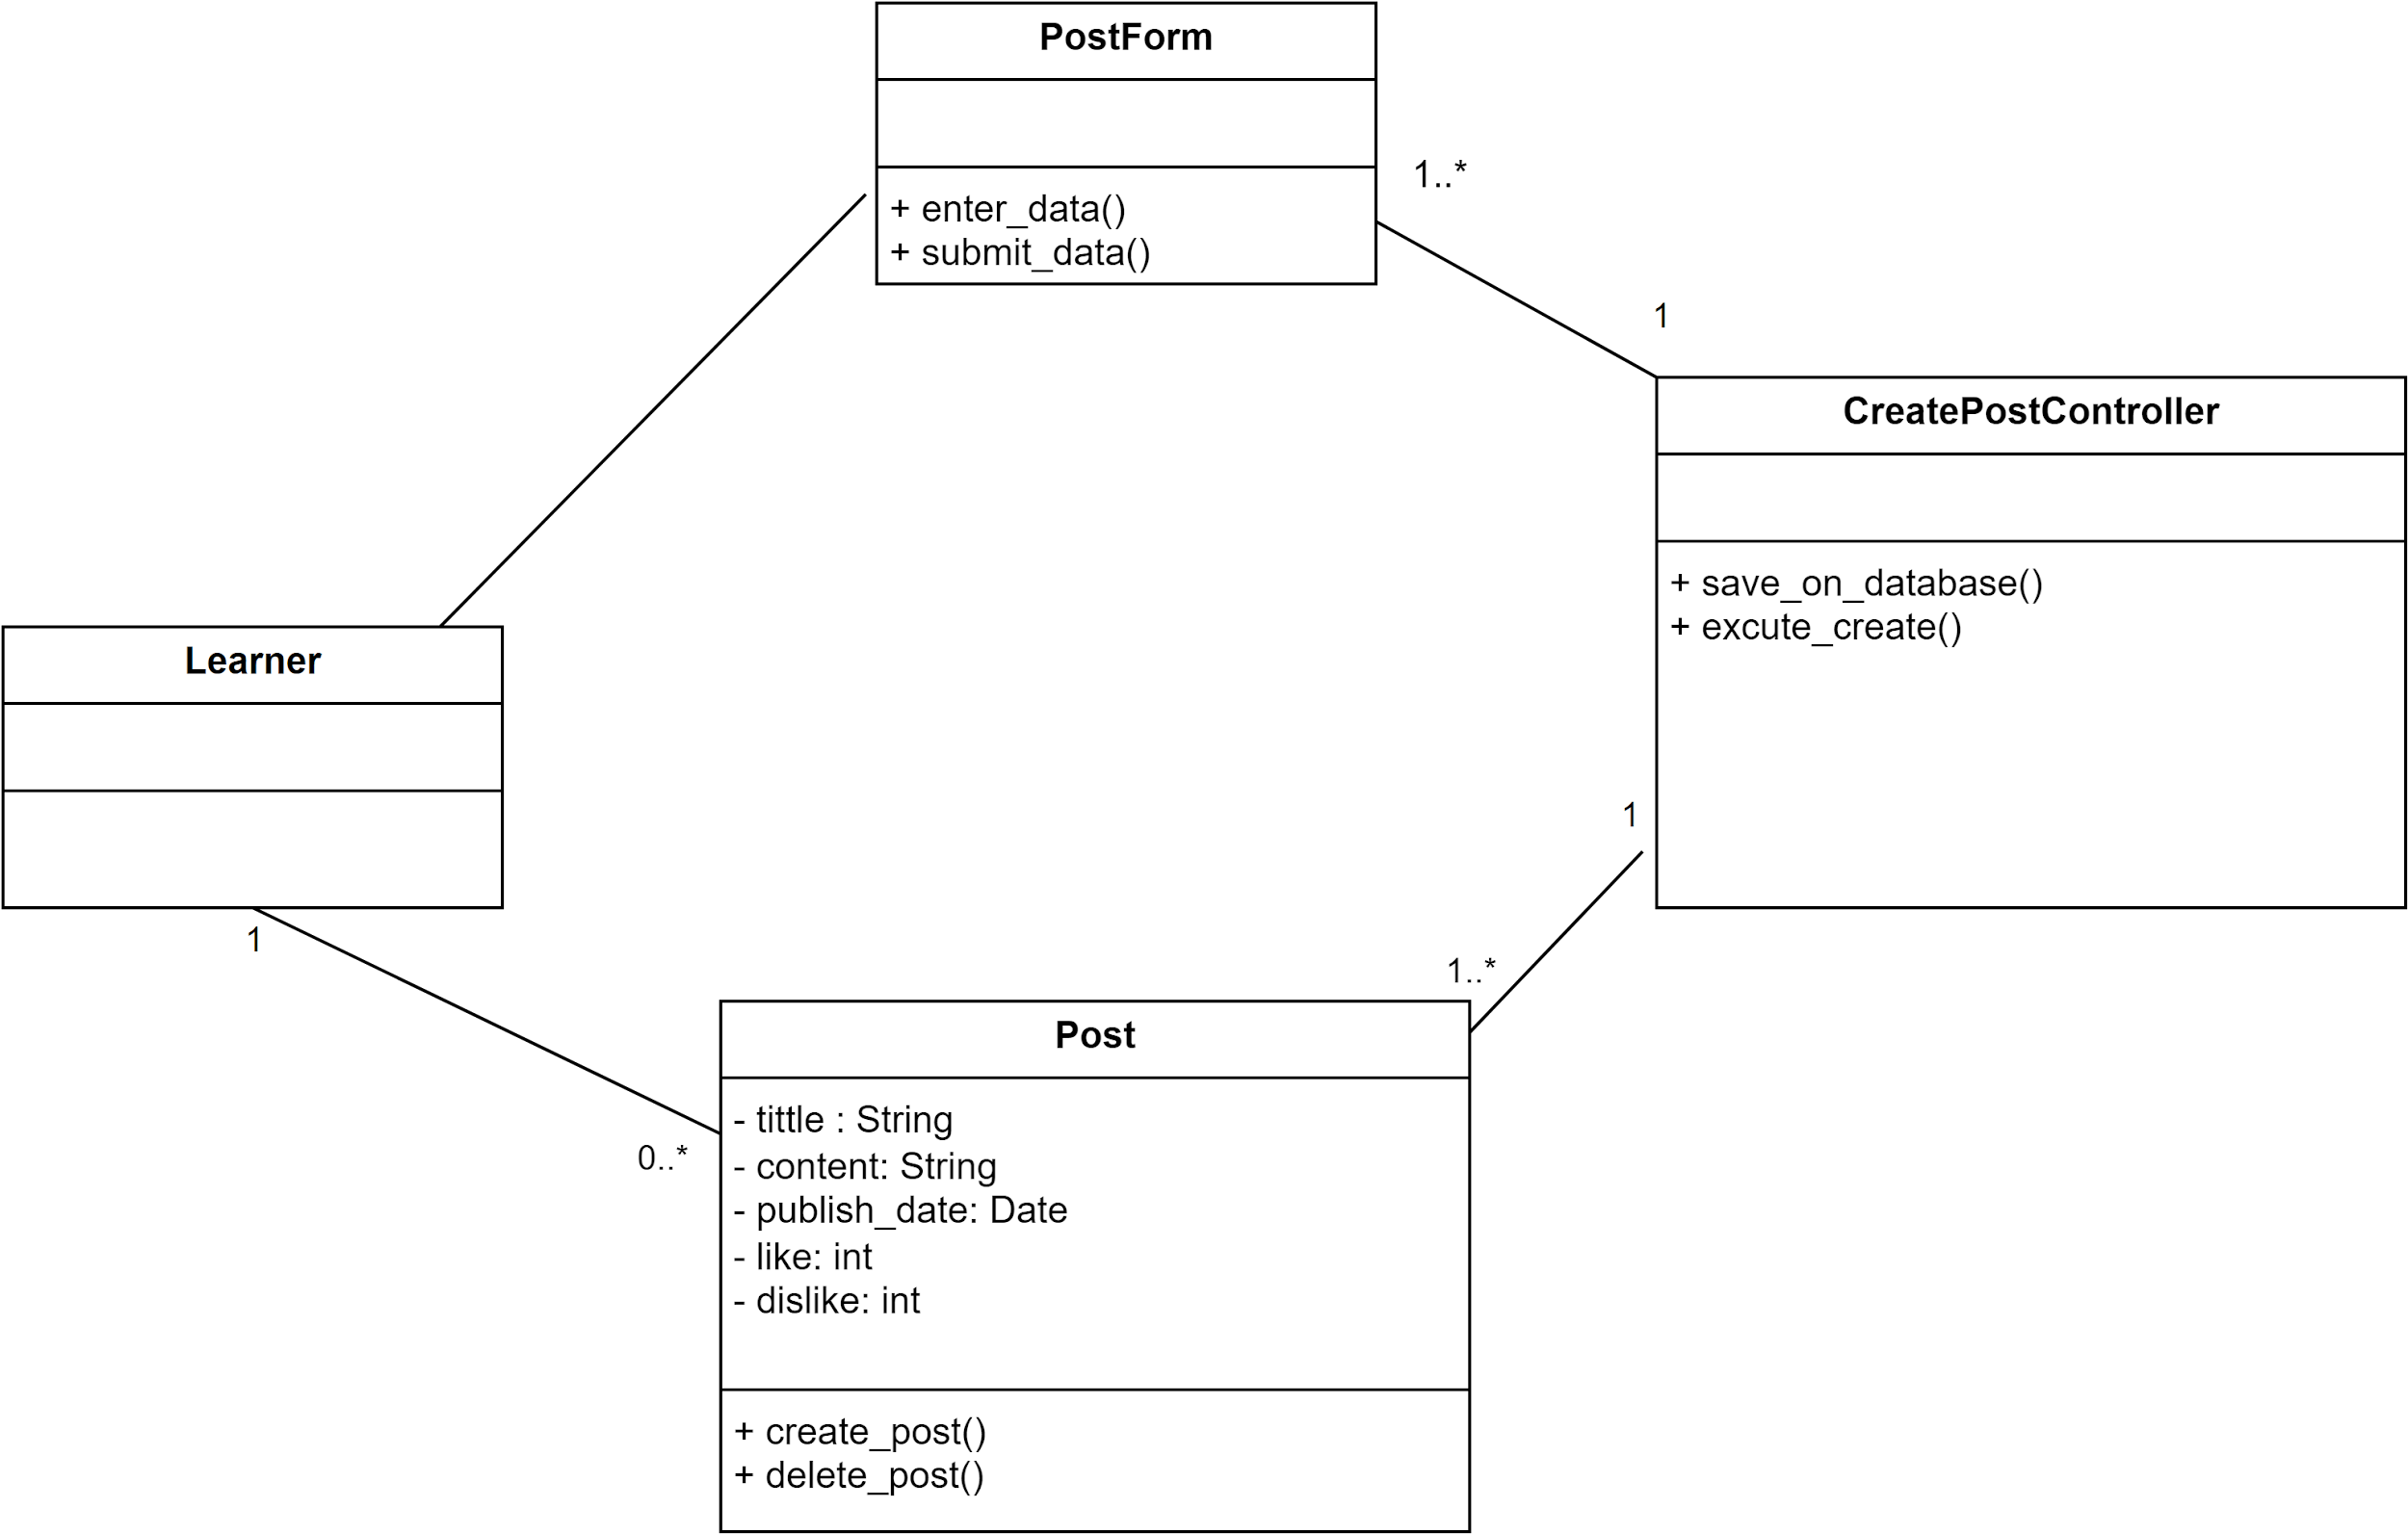 PostForm
+ enter_data()
+ submit_data()
1..*
1
CreatePostController
+ save_on_database()
+ excute_create()
1
Learner
1
0..*
1..*
Post
- tittle : String
- content: String
- publish_date: Date
- like: int
- dislike: int
+ create_post()
+ delete_post()